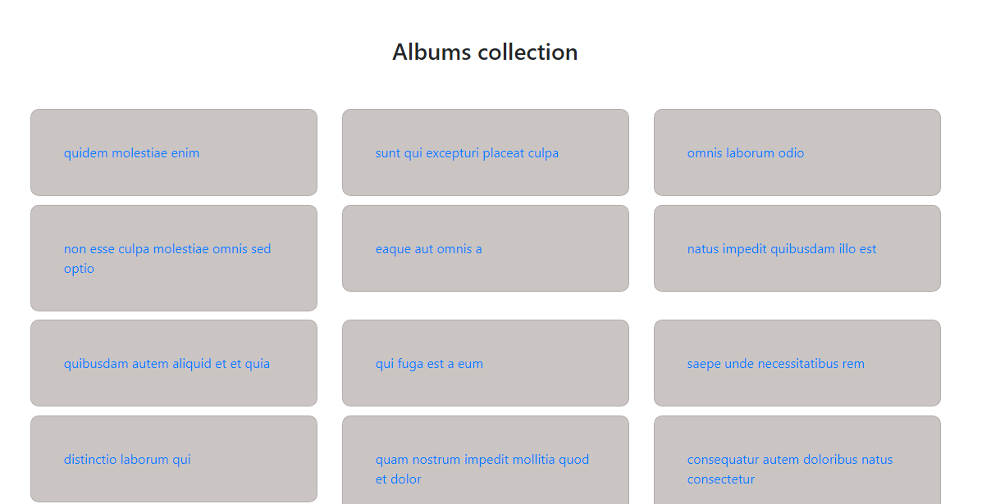 Albums collection
quidem molestiae enim
sunt qui excepturi placeat culpa
omnis laborum odio
non esse culpa molestiae omnis sed
optio
eaque aut omnis a
natus impedit quibusdam illo est
quibusdam autem aliquid et et quia
qui fuga est a eum
saepe unde necessitatibus rem
distinctio laborum qui
quam nostrum impedit mollitia quod
et dolor
consequatur autem doloribus natus
consectetur